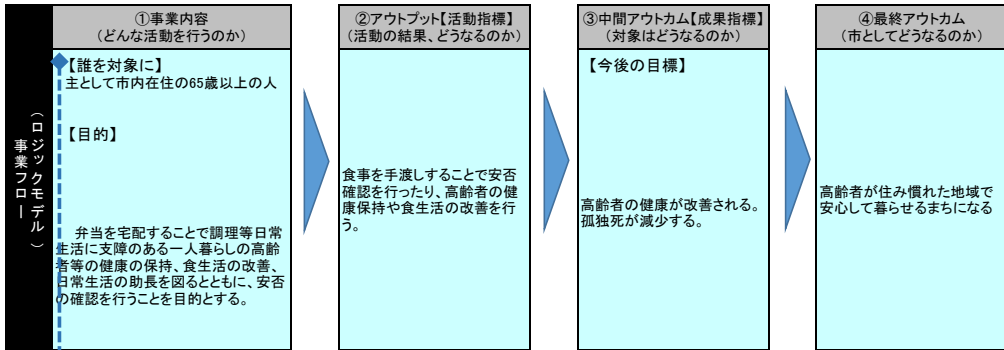 事業フロー
（ロジックモデル）
①事業内容
（どんな活動を行うのか）
【誰を対象に】
主として市内在住の65歳以上の人
【目的】
弁当を宅配することで調理等日常
生活に支障のある一人暮らしの高齢
者等の健康の保持、食生活の改善、
日常生活の助長を図るとともに、安否
の確認を行うことを目的とする。
②アウトプット【活動指標】
（活動の結果、どうなるのか）
食事を手渡しすることで安否
確認を行ったり、高齢者の健
康保持や食生活の改善を行
う。
③中間アウトカム【成果指標】
（対象はどうなるのか）
【今後の目標】
高齢者の健康が改善される。
孤独死が減少する。
④最終アウトカム
（市としてどうなるのか）
高齢者が住み慣れた地域で
安心して暮らせるまちになる